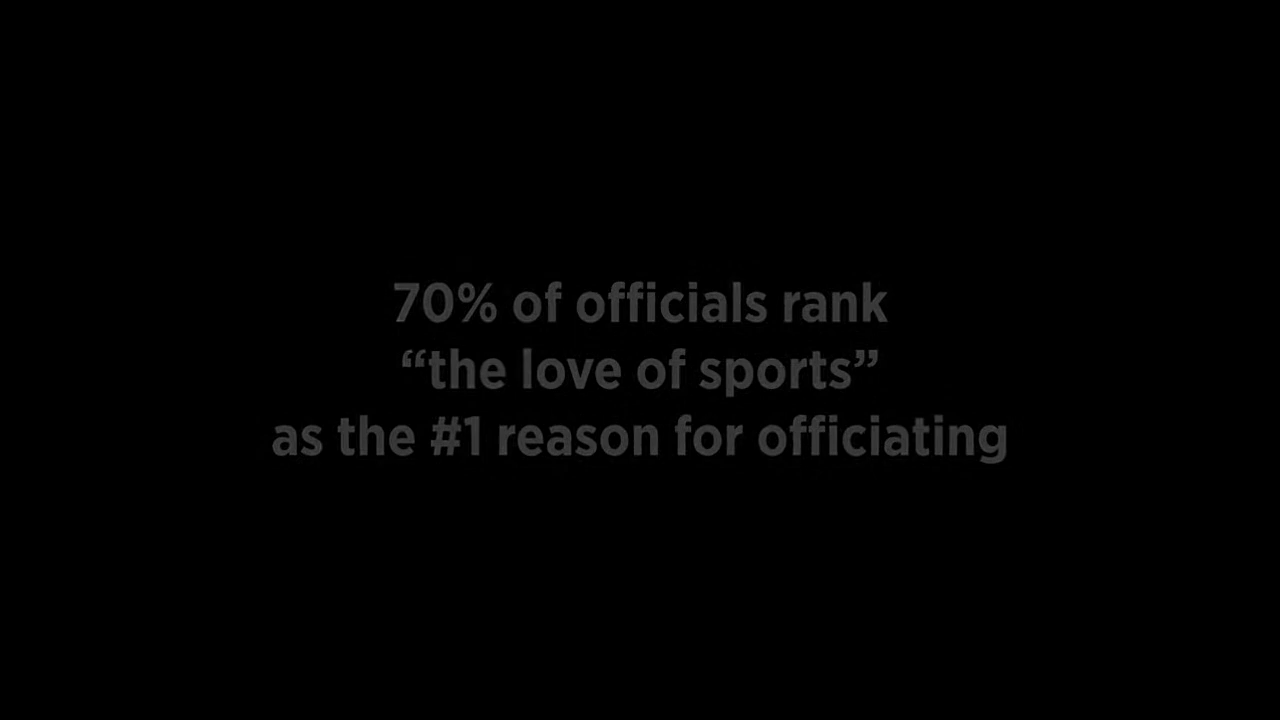 70% of officials rank
“the love of sports”
as the #1 reason for officiating